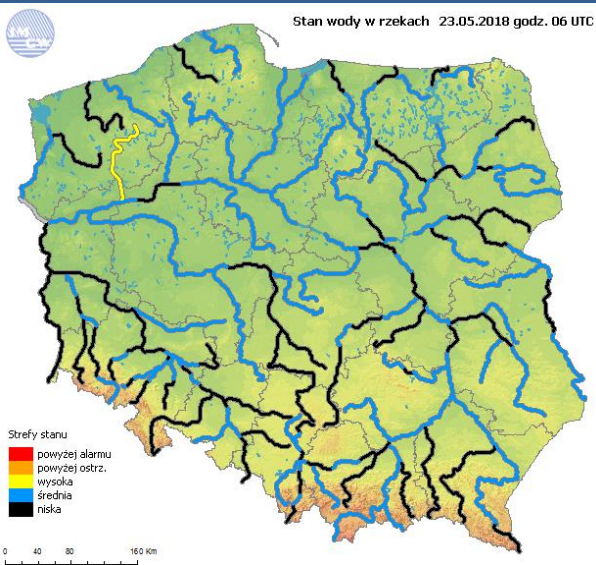 Stan wody w rzekach 23.05.2018 godz. 06 UTC
IMGW
Strefy stanu
powyżej alarmu
powyżej ostrz.
wysoka
średnia
niska
0 40 80 160 Km